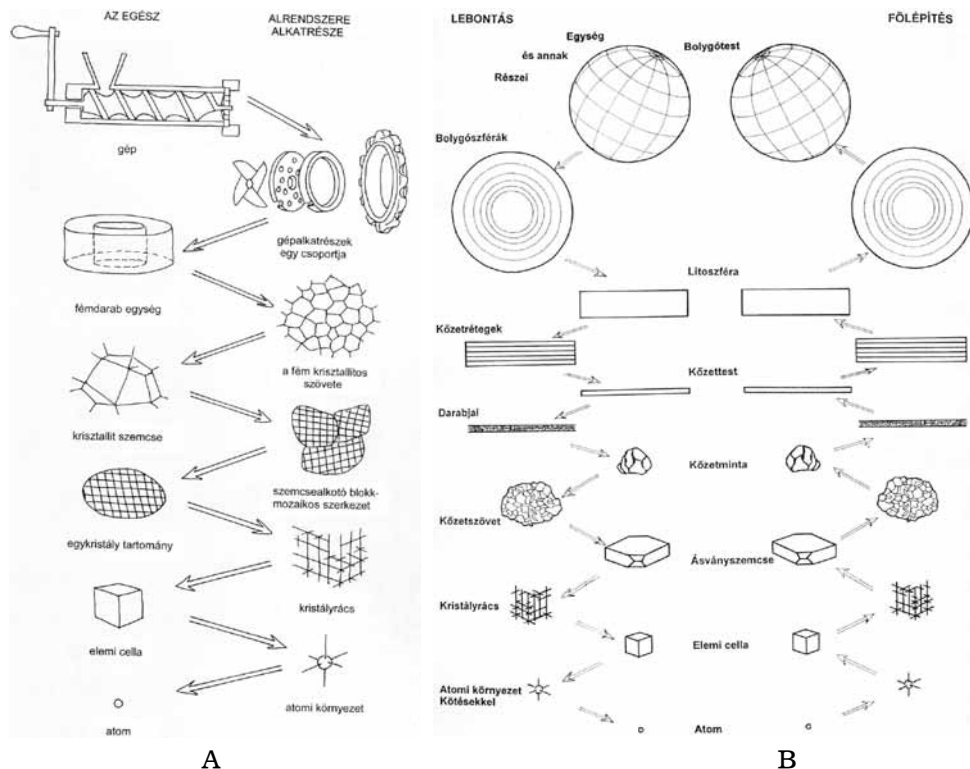 AZ EGÉSZ
ALRENDSZERE
ALKATRÉSZE
gép
gépalkatrészek
egy csoportja
fémdarab egység
a fém krisztallitos
szövete
krisztallit szemcse
szemcsealkotó blokk-
mozaikos szerkezet
egykristály tartomány
kristályrács
elemi cella
atomi környezet
atom
A
LEBONTÁS
FÖLÉPÍTÉS
Egység
és annak
Részei
Bolygótest
Bolygószférák
Litoszféra
Kőzetrétegek
Kőzettest
Darabjai
Kőzetminta
Kőzetszövet
Ásványszemcse
Kristályrács
Elemi cella
Atomi környezet
Kötésekkel
Atom
B